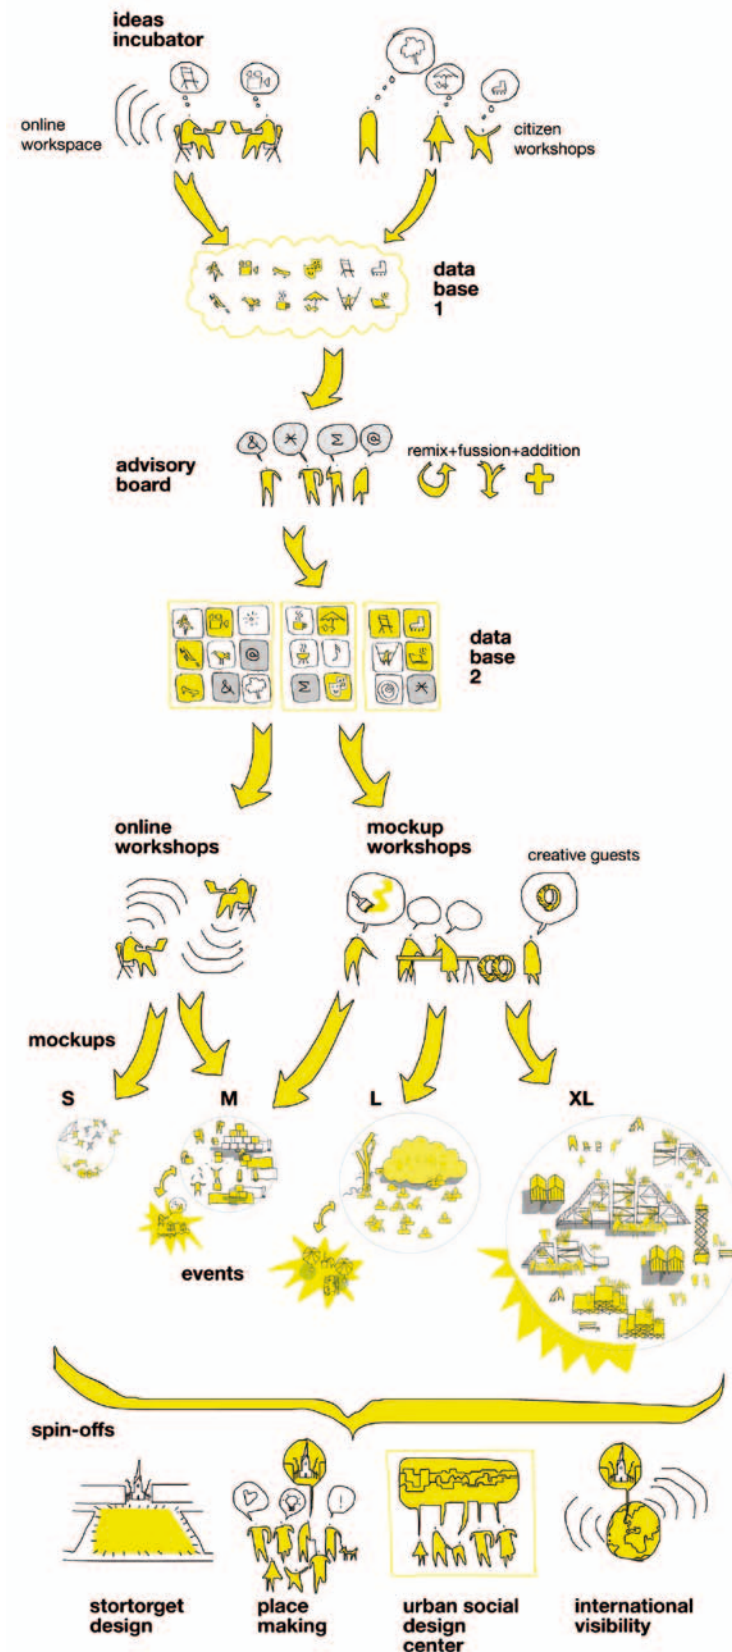 ideas
incubator
online
workspace
citizen
workshops
data
base
1
& * Σ @
advisory
board
remix+fussion+addition
@
&
Σ
*
data
base
2
online
workshops
mockup
workshops
creative guests
mockups
S
M
L
XL
events
spin-offs
!
stortorget
design
place
making
urban social
design
center
international
visibility